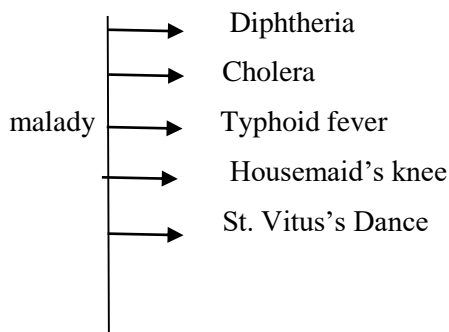 Diphtheria
Cholera
malady
Typhoid fever
Housemaid’s knee
St. Vitus’s Dance